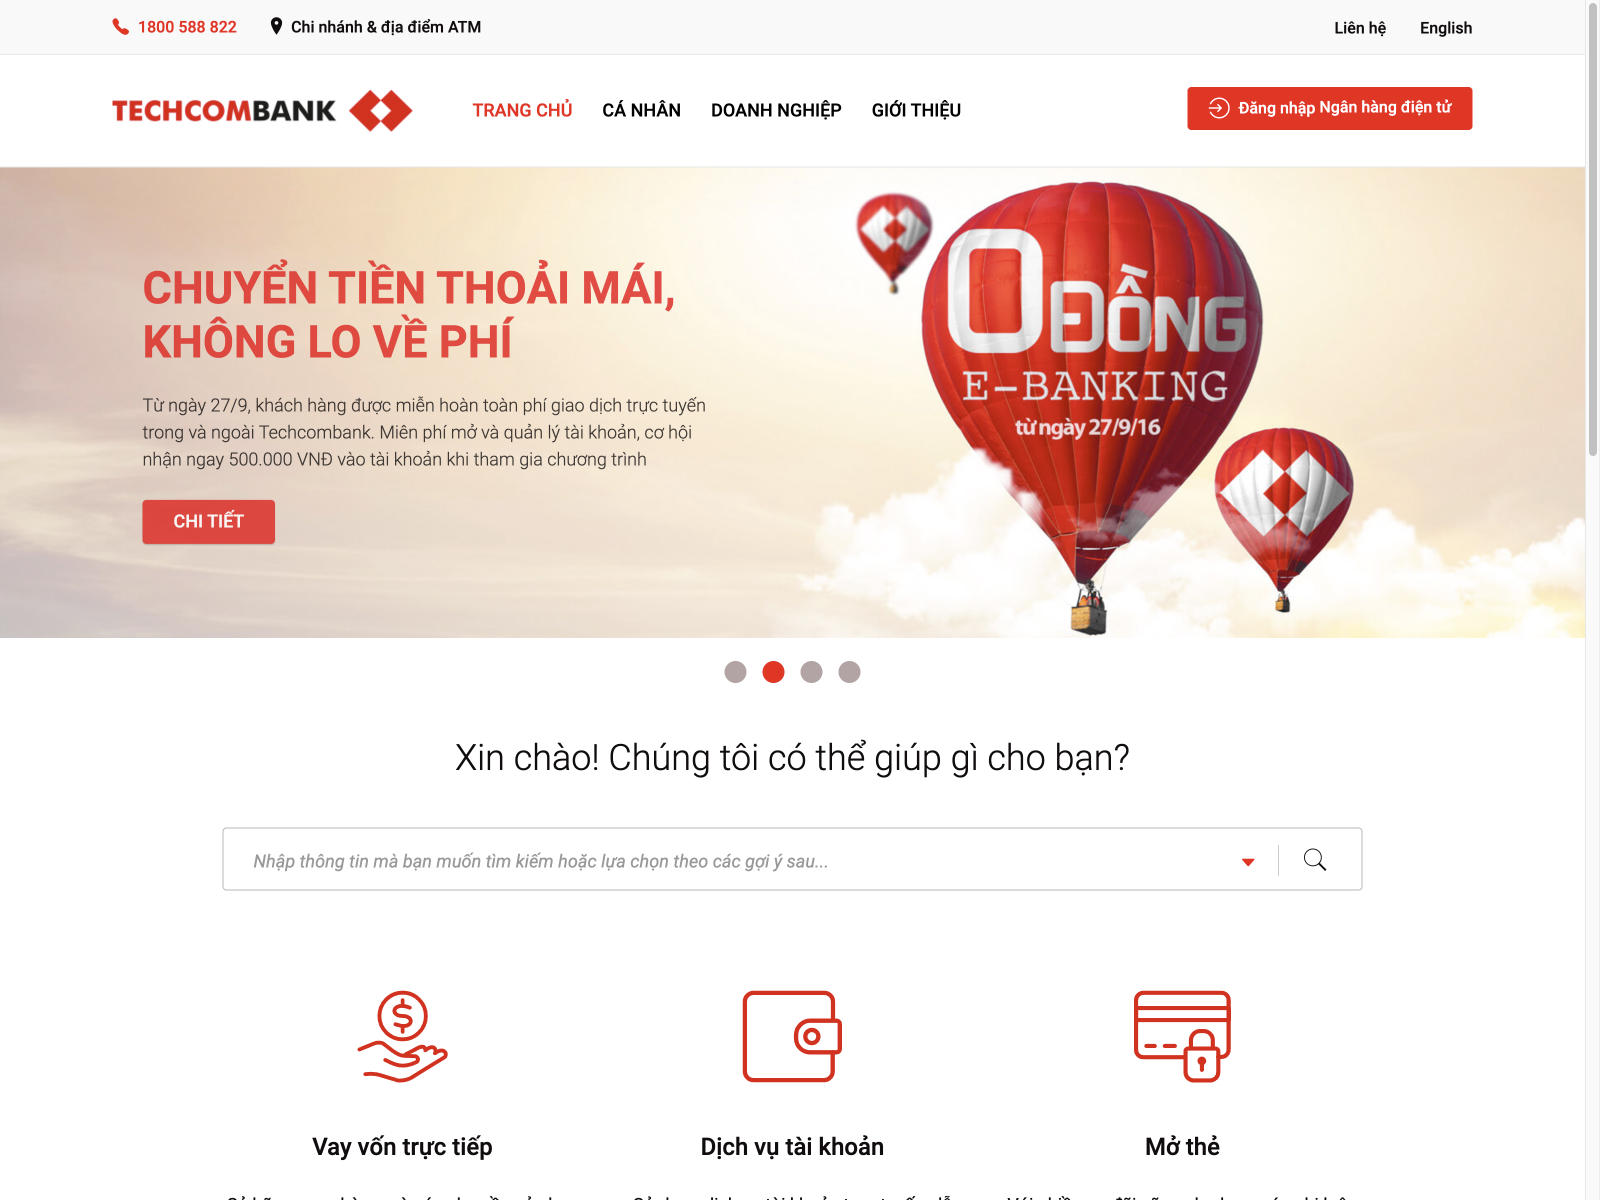 1800 588 822
Chi nhánh & địa điểm ATM
Liên hệ
English
TECHCOMBANK
TRANG CHỦ
CÁ NHÂN
DOANH NGHIỆP
GIỚI THIỆU
Đăng nhập Ngân hàng điện tử
CHUYỂN TIỀN THOẢI MÁI,
KHÔNG LO VỀ PHÍ
Từ ngày 27/9, khách hàng được miễn hoàn toàn phí giao dịch trực tuyến
trong và ngoài Techcombank. Miên phí mở và quản lý tài khoản, cơ hội
nhận ngay 500.000 VNĐ vào tài khoản khi tham gia chương trình
CHI TIẾT
0 ĐỒNG
E-BANKING
từ ngày 27/9/16
Xin chào! Chúng tôi có thể giúp gì cho bạn?
Nhập thông tin mà bạn muốn tìm kiếm hoặc lựa chọn theo các gợi ý sau...
Vay vốn trực tiếp
Dịch vụ tài khoản
Mở thẻ